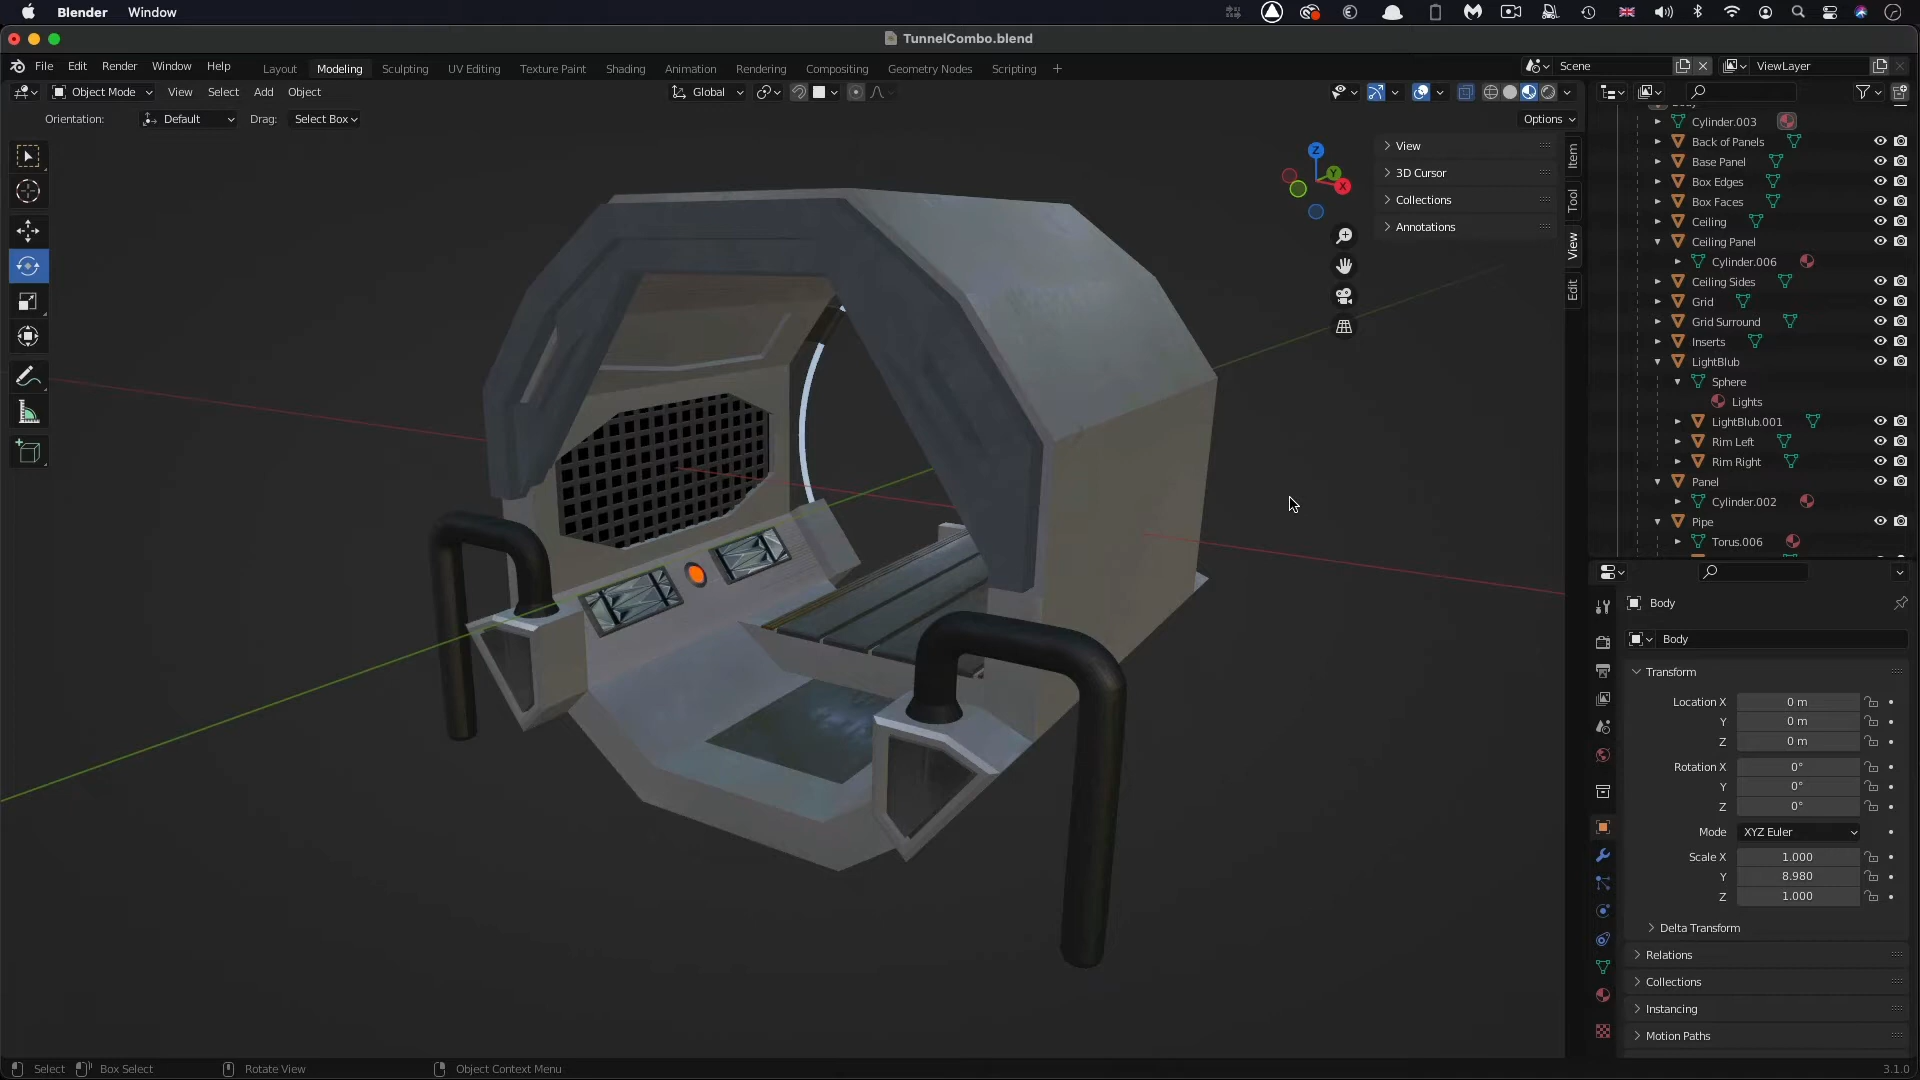 Blender Window
TunnelCombo.blend
File Edit Render Window Help Layout Modeling Sculpting UV Editing Texture Paint Shading Animation Rendering Compositing Geometry Nodes Scripting + Scene ViewLayer
Object Mode View Select Add Object Global
Orientation: Default Drag: Select Box Options
View
3D Cursor
Collections
Annotations
Item
Tool
View
Edit
Z
Y
X
Cylinder.003
Back of Panels
Base Panel
Box Edges
Box Faces
Ceiling
Ceiling Panel
Cylinder.006
Ceiling Sides
Grid
Grid Surround
Inserts
LightBlub
Sphere
Lights
LightBlub.001
Rim Left
Rim Right
Panel
Cylinder.002
Pipe
Torus.006
Body
Body
Transform
Location X 0 m
Y 0 m
Z 0 m
Rotation X 0°
Y 0°
Z 0°
Mode XYZ Euler
Scale X 1.000
Y 8.980
Z 1.000
Delta Transform
Relations
Collections
Instancing
Motion Paths
Select Box Select Rotate View Object Context Menu 3.1.0